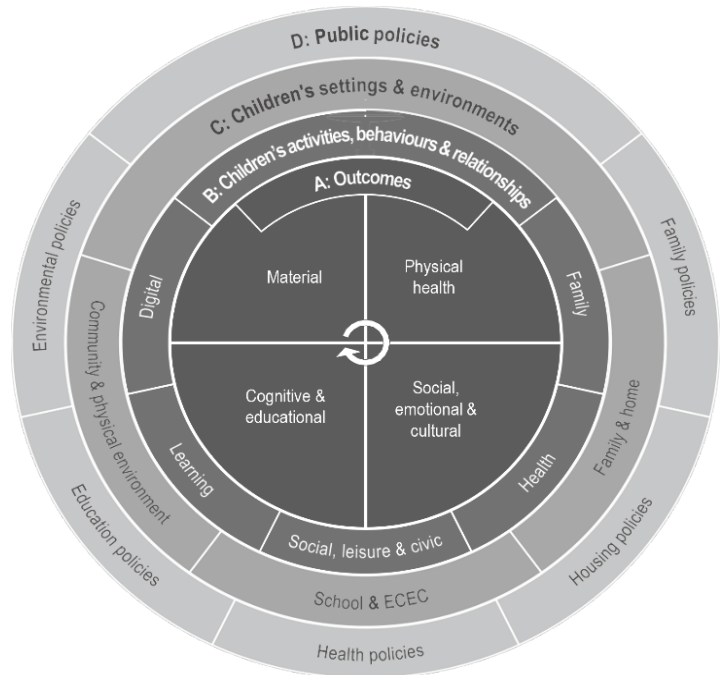 D: Public policies
C: Children's settings & environments
B: Children's activities, behaviours & relationships
A: Outcomes
Material
Physical
health
Cognitive &
educational
Social,
emotional &
cultural
Digital
Family
Learning
Health
Social, leisure & civic
Community & physical environment
Family & home
School & ECEC
Environmental policies
Family policies
Education policies
Housing policies
Health policies